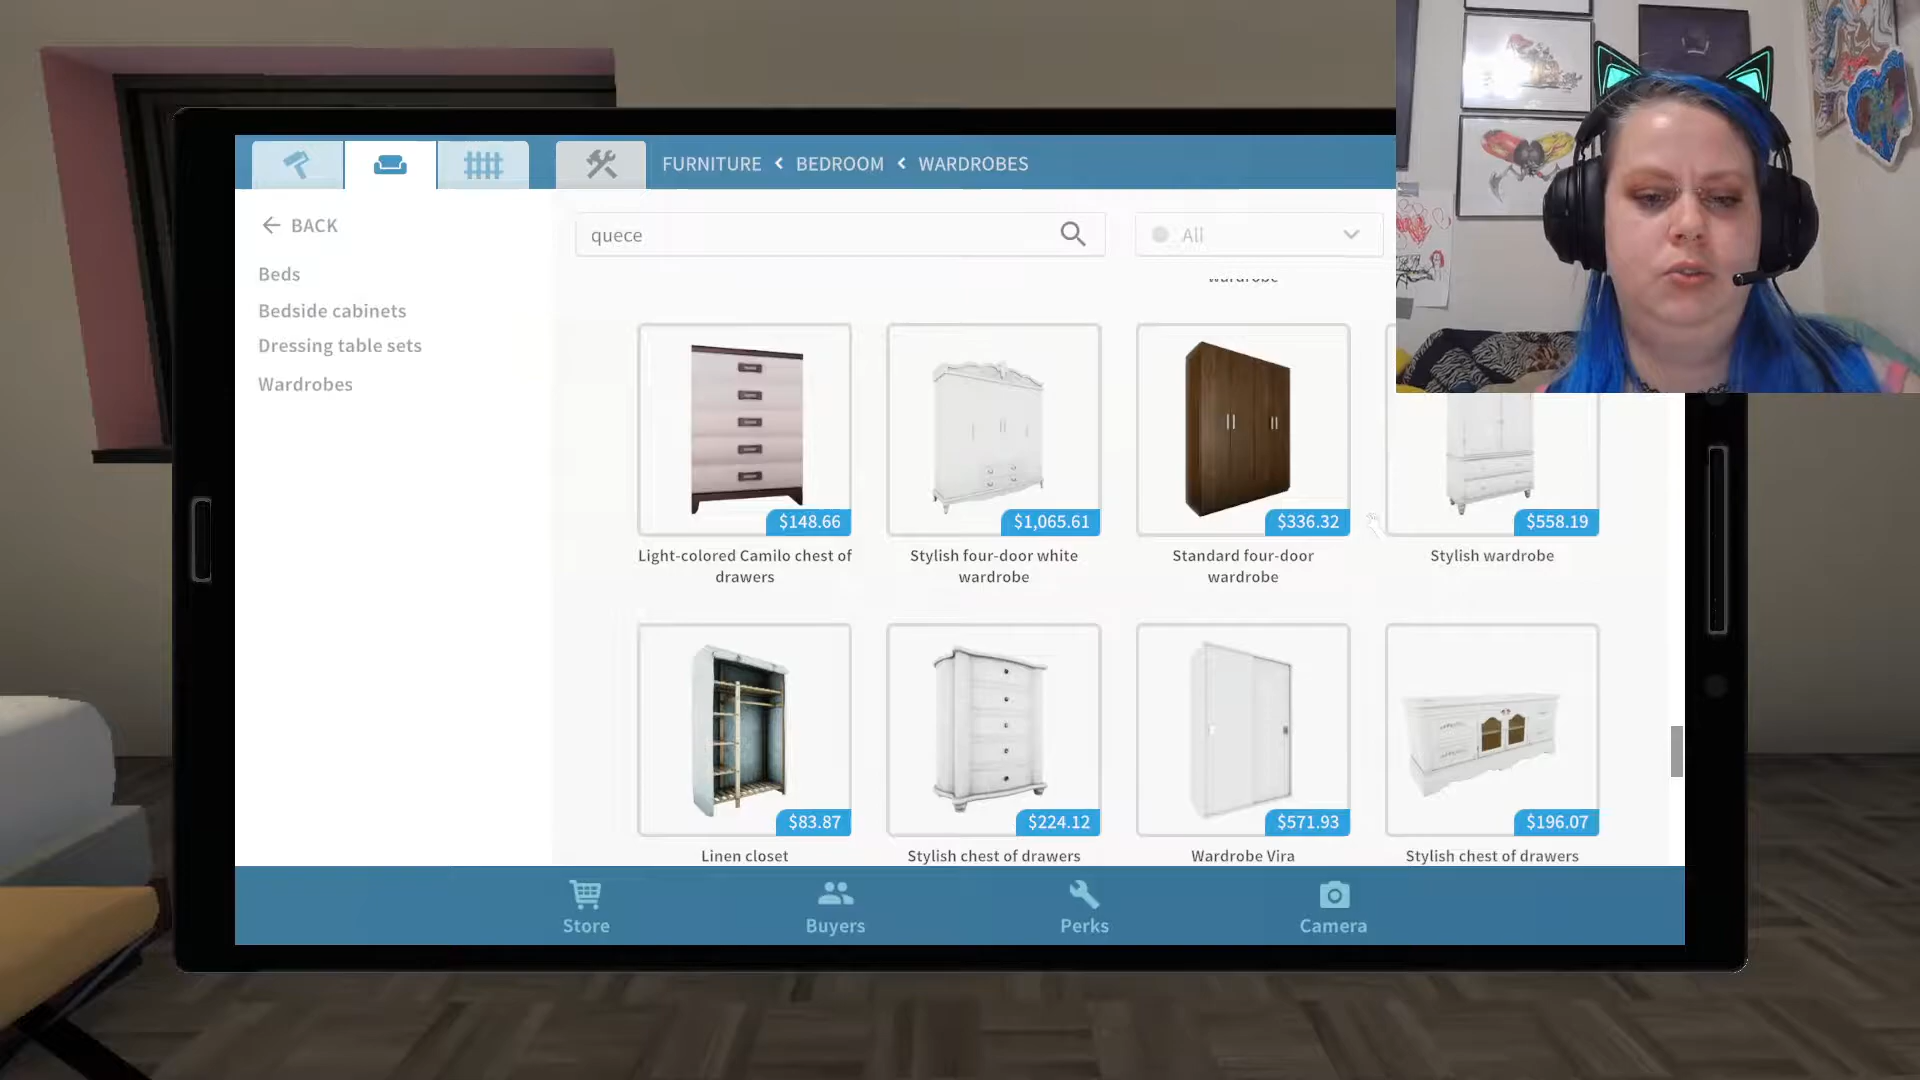 FURNITURE < BEDROOM < WARDROBES
BACK
quece
All
Beds
Bedside cabinets
Dressing table sets
Wardrobes
wardrobe
$148.66
$1,065.61
$336.32
$558.19
Light-colored Camilo chest of
drawers
Stylish four-door white
wardrobe
Standard four-door
wardrobe
Stylish wardrobe
$83.87
$224.12
$571.93
$196.07
Linen closet
Stylish chest of drawers
Wardrobe Vira
Stylish chest of drawers
Store
Buyers
Perks
Camera